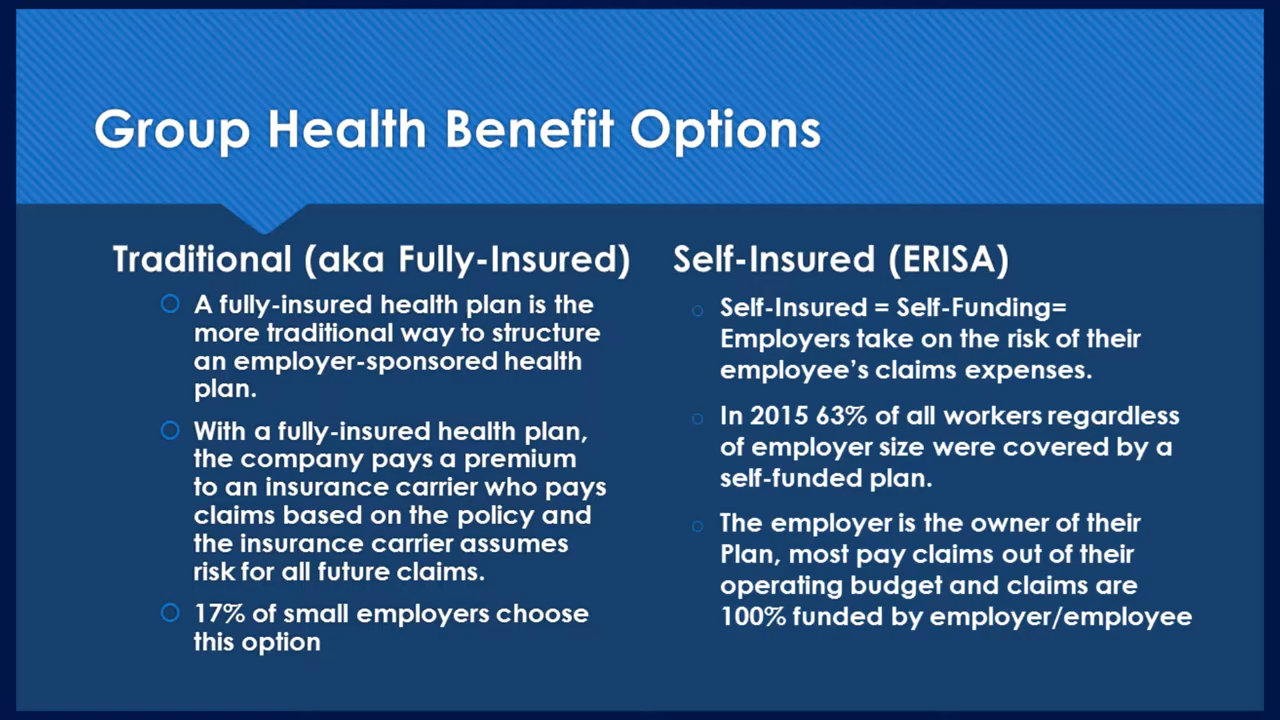 Group Health Benefit Options
Traditional (aka Fully-Insured)
A fully-insured health plan is the
more traditional way to structure
an employer-sponsored health
plan.
With a fully-insured health plan,
the company pays a premium
to an insurance carrier who pays
claims based on the policy and
the insurance carrier assumes
risk for all future claims.
17% of small employers choose
this option
Self-Insured (ERISA)
Self-Insured = Self-Funding=
Employers take on the risk of their
employee’s claims expenses.
In 2015 63% of all workers regardless
of employer size were covered by a
self-funded plan.
The employer is the owner of their
Plan, most pay claims out of their
operating budget and claims are
100% funded by employer/employee